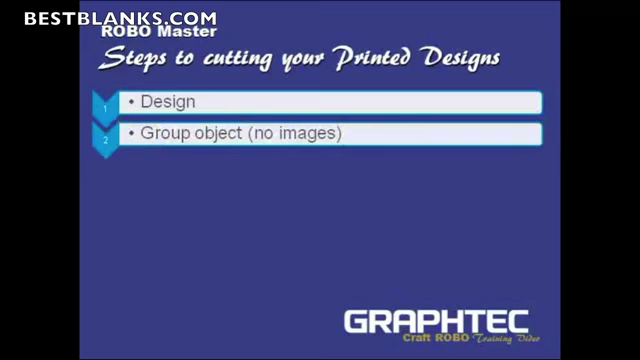 BESTBLANKS.COM
ROBO Master
Steps to cutting your Printed Designs
1 • Design
2 • Group object (no images)
GRAPHTEC
Craft ROBO Training Video